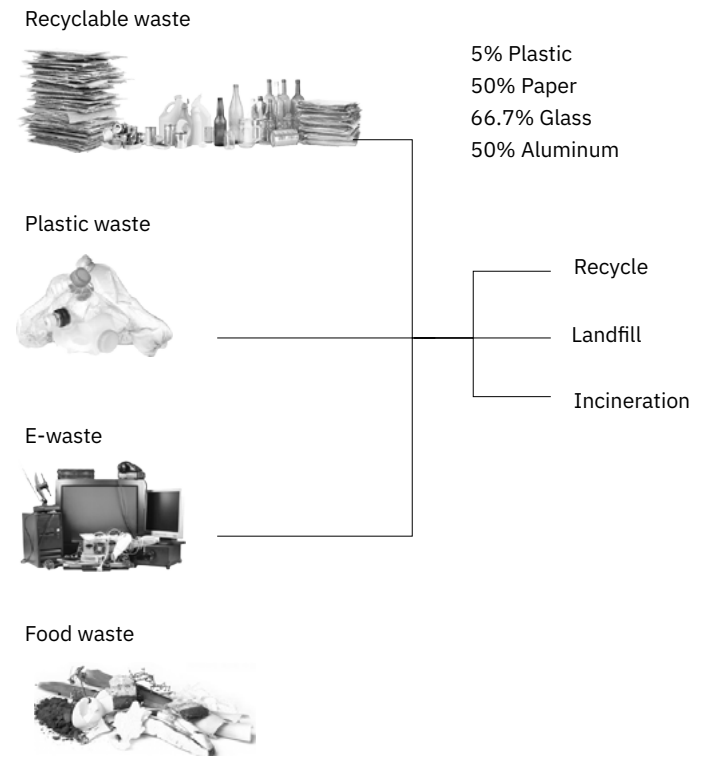 Recyclable waste
5% Plastic
50% Paper
66.7% Glass
50% Aluminum
Plastic waste
Recycle
Landfill
Incineration
E-waste
Food waste